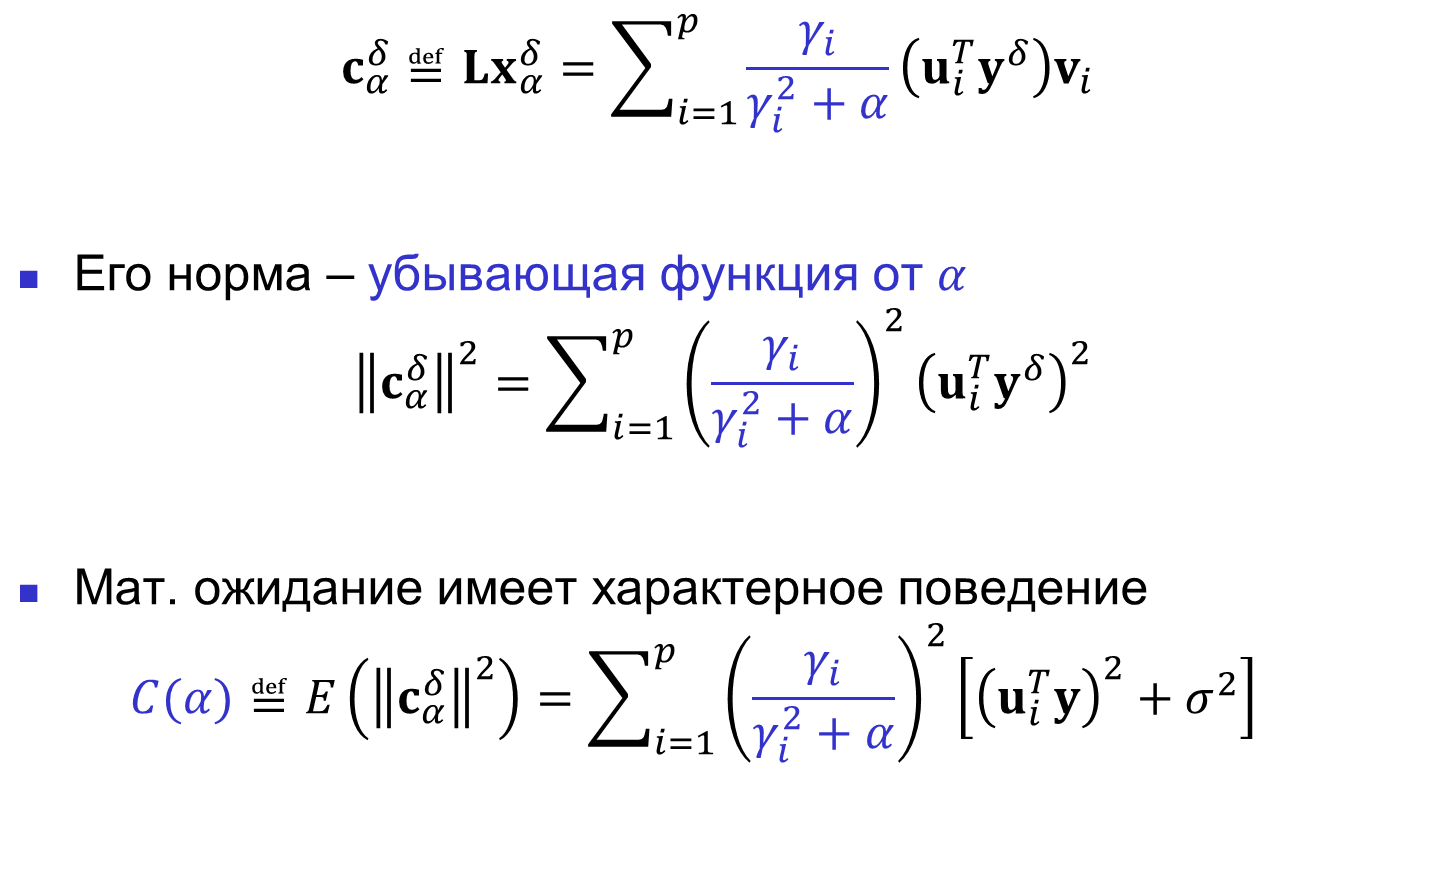 𝐜_α^δ ≝ 𝐋𝐱_α^δ = ∑_{i=1}^p γ_i/(γ_i^2 + α) (𝐮_i^T 𝐲^δ)𝐯_i
▪ Его норма – убывающая функция от α
‖𝐜_α^δ‖^2 = ∑_{i=1}^p (γ_i/(γ_i^2 + α))^2 (𝐮_i^T 𝐲^δ)^2
▪ Мат. ожидание имеет характерное поведение
C(α) ≝ E(‖𝐜_α^δ‖^2) = ∑_{i=1}^p (γ_i/(γ_i^2 + α))^2 [(𝐮_i^T 𝐲)^2 + σ^2]